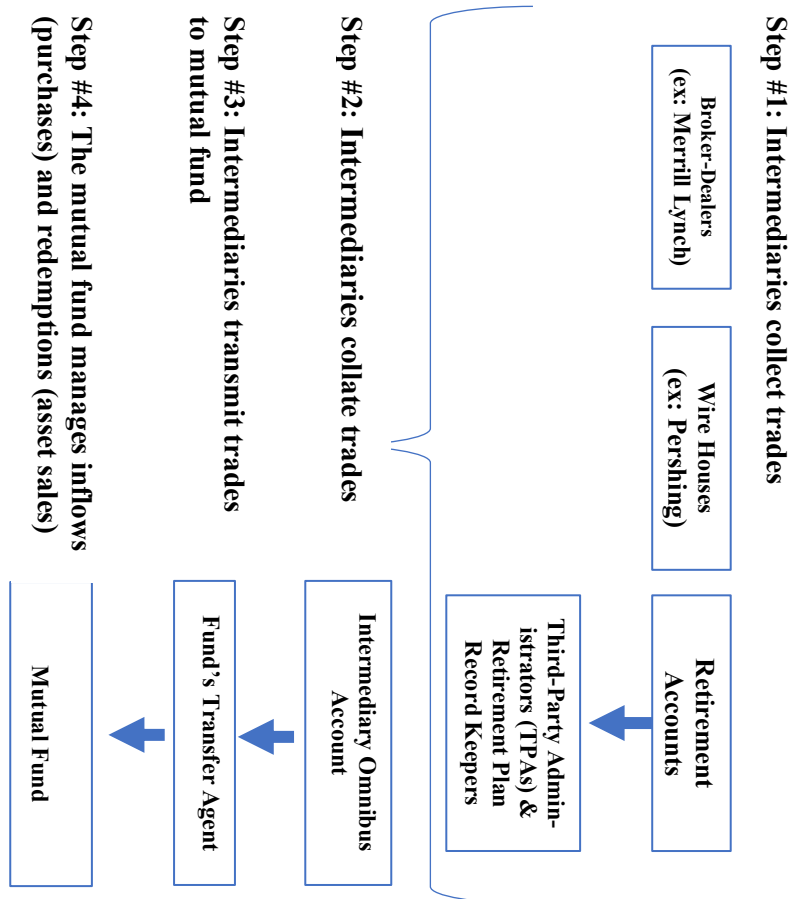 Step #1: Intermediaries collect trades
Broker-Dealers
(ex: Merrill Lynch)
Wire Houses
(ex: Pershing)
Retirement
Accounts
Third-Party Admin-
istrators (TPAs) &
Retirement Plan
Record Keepers
Step #2: Intermediaries collate trades
Intermediary Omnibus
Account
Step #3: Intermediaries transmit trades
to mutual fund
Fund's Transfer Agent
Step #4: The mutual fund manages inflows
(purchases) and redemptions (asset sales)
Mutual Fund